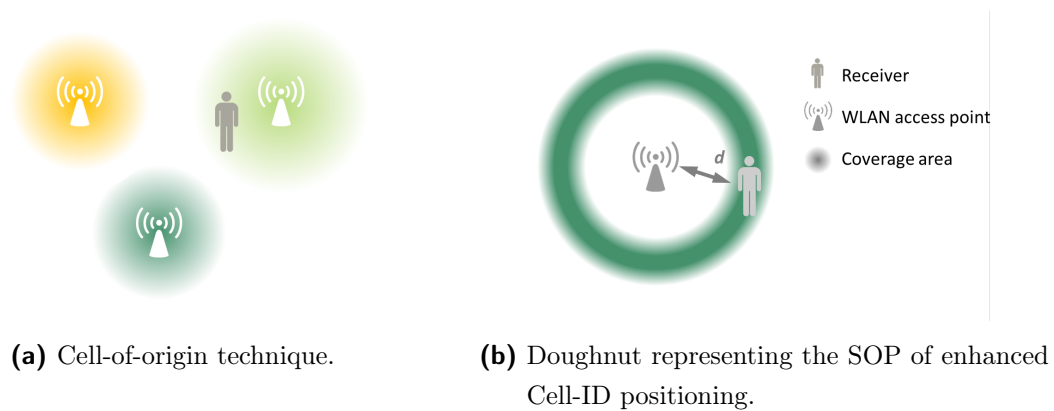 d
Receiver
WLAN access point
Coverage area
(a) Cell-of-origin technique.
(b) Doughnut representing the SOP of enhanced
Cell-ID positioning.